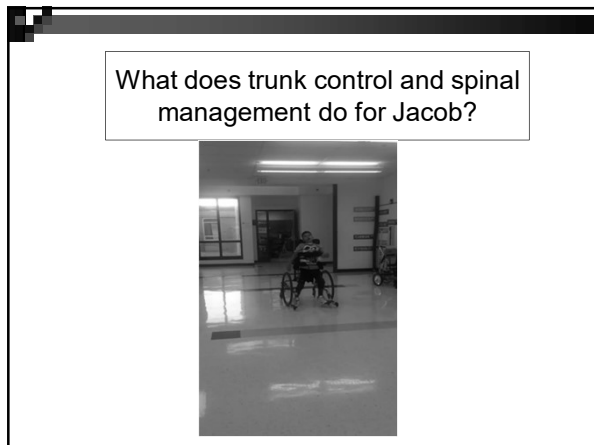 What does trunk control and spinal
management do for Jacob?